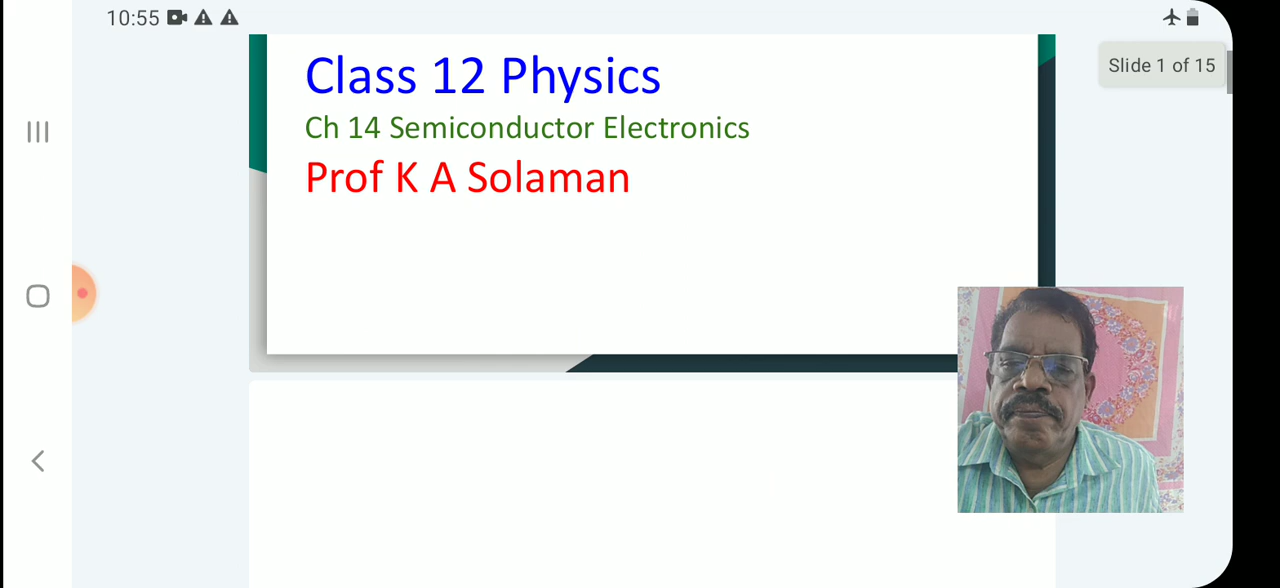 10:55
Slide 1 of 15
Class 12 Physics
Ch 14 Semiconductor Electronics
Prof K A Solaman